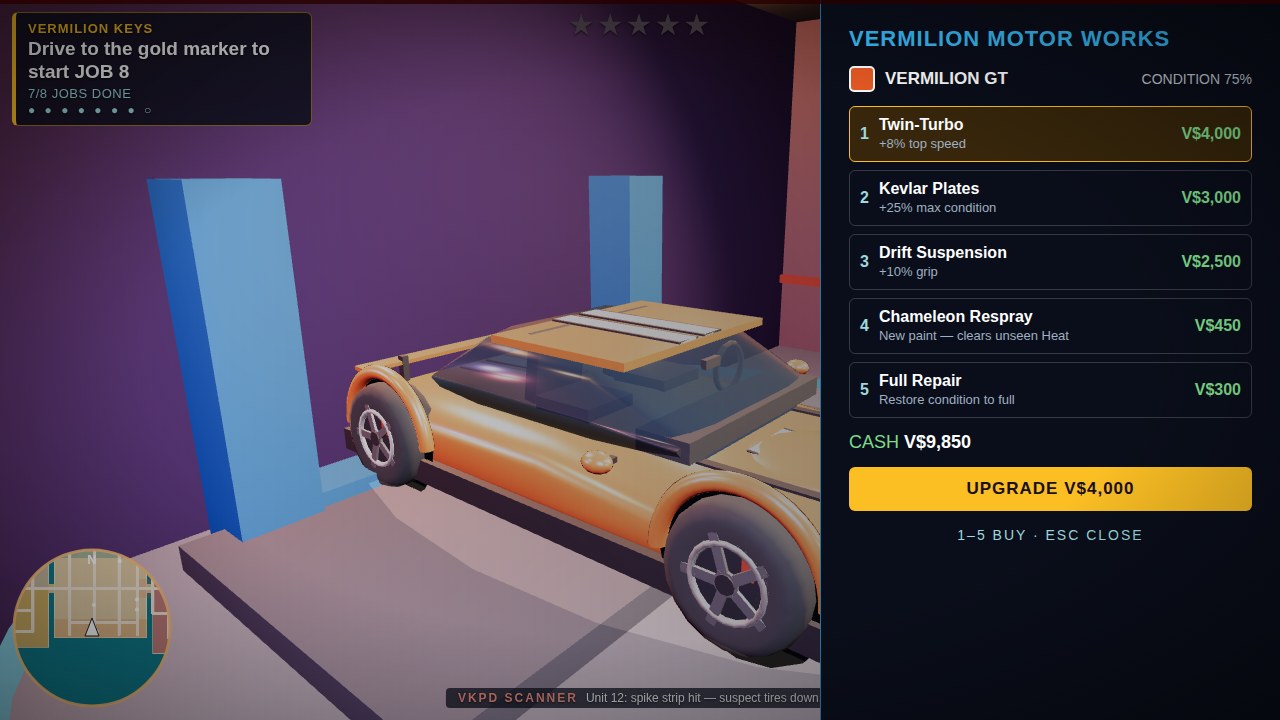 VERMILION KEYS
Drive to the gold marker to
start JOB 8
7/8 JOBS DONE
N
VKPD SCANNER Unit 12: spike strip hit — suspect tires down
VERMILION MOTOR WORKS
VERMILION GT CONDITION 75%
1 Twin-Turbo V$4,000
+8% top speed
2 Kevlar Plates V$3,000
+25% max condition
3 Drift Suspension V$2,500
+10% grip
4 Chameleon Respray V$450
New paint — clears unseen Heat
5 Full Repair V$300
Restore condition to full
CASH V$9,850
UPGRADE V$4,000
1–5 BUY · ESC CLOSE